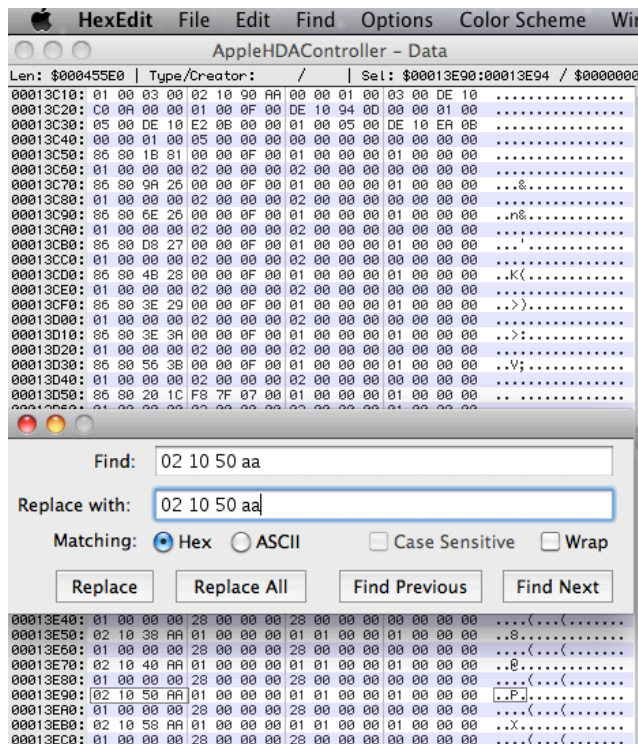 HexEdit File Edit Find Options Color Scheme Wi
AppleHDAController – Data
Len: $000455E0 | Type/Creator: / | Sel: $00013E90:00013E94 / $0000000
00013C10: 01 00 03 00 02 10 90 AA 00 00 01 00 03 00 DE 10 ................
00013C20: C0 0A 00 00 01 00 0F 00 DE 10 94 0D 00 00 01 00 ................
00013C30: 05 00 DE 10 E2 0B 00 00 01 00 05 00 DE 10 EA 0B ................
00013C40: 00 00 01 00 05 00 00 00 00 00 00 00 00 00 00 00 ................
00013C50: 86 80 1B 81 00 00 0F 00 01 00 00 00 01 00 00 00 ................
00013C60: 01 00 00 00 02 00 00 00 02 00 00 00 00 00 00 00 ................
00013C70: 86 80 9A 26 00 00 0F 00 01 00 00 00 01 00 00 00 ...&............
00013C80: 01 00 00 00 02 00 00 00 02 00 00 00 00 00 00 00 ................
00013C90: 86 80 6E 26 00 00 0F 00 01 00 00 00 01 00 00 00 ..n&............
00013CA0: 01 00 00 00 02 00 00 00 02 00 00 00 00 00 00 00 ................
00013CB0: 86 80 D8 27 00 00 0F 00 01 00 00 00 01 00 00 00 ...'............
00013CC0: 01 00 00 00 02 00 00 00 02 00 00 00 00 00 00 00 ................
00013CD0: 86 80 4B 28 00 00 0F 00 01 00 00 00 01 00 00 00 ..K(............
00013CE0: 01 00 00 00 02 00 00 00 02 00 00 00 00 00 00 00 ................
00013CF0: 86 80 3E 29 00 00 0F 00 01 00 00 00 01 00 00 00 ..>)............
00013D00: 01 00 00 00 02 00 00 00 02 00 00 00 00 00 00 00 ................
00013D10: 86 80 3E 3A 00 00 0F 00 01 00 00 00 01 00 00 00 ..>:............
00013D20: 01 00 00 00 02 00 00 00 02 00 00 00 00 00 00 00 ................
00013D30: 86 80 56 3B 00 00 0F 00 01 00 00 00 01 00 00 00 ..V;............
00013D40: 01 00 00 00 02 00 00 00 02 00 00 00 00 00 00 00 ................
00013D50: 86 80 20 1C F8 7F 07 00 01 00 00 00 01 00 00 00 .. .............
Find: 02 10 50 aa
Replace with: 02 10 50 aa
Matching: Hex ASCII Case Sensitive Wrap
Replace Replace All Find Previous Find Next
00013E40: 01 00 00 00 28 00 00 00 28 00 00 00 00 00 00 00 ....(...(.......
00013E50: 02 10 38 AA 01 00 00 00 01 01 00 00 01 00 00 00 ..8.............
00013E60: 01 00 00 00 28 00 00 00 28 00 00 00 00 00 00 00 ....(...(.......
00013E70: 02 10 40 AA 01 00 00 00 01 01 00 00 01 00 00 00 ..@.............
00013E80: 01 00 00 00 28 00 00 00 28 00 00 00 00 00 00 00 ....(...(.......
00013E90: 02 10 50 AA 01 00 00 00 01 01 00 00 01 00 00 00 ..P.............
00013EA0: 01 00 00 00 28 00 00 00 28 00 00 00 00 00 00 00 ....(...(.......
00013EB0: 02 10 58 AA 01 00 00 00 01 01 00 00 01 00 00 00 ..X.............
00013EC0: 01 00 00 00 28 00 00 00 28 00 00 00 00 00 00 00 ....(...(.......